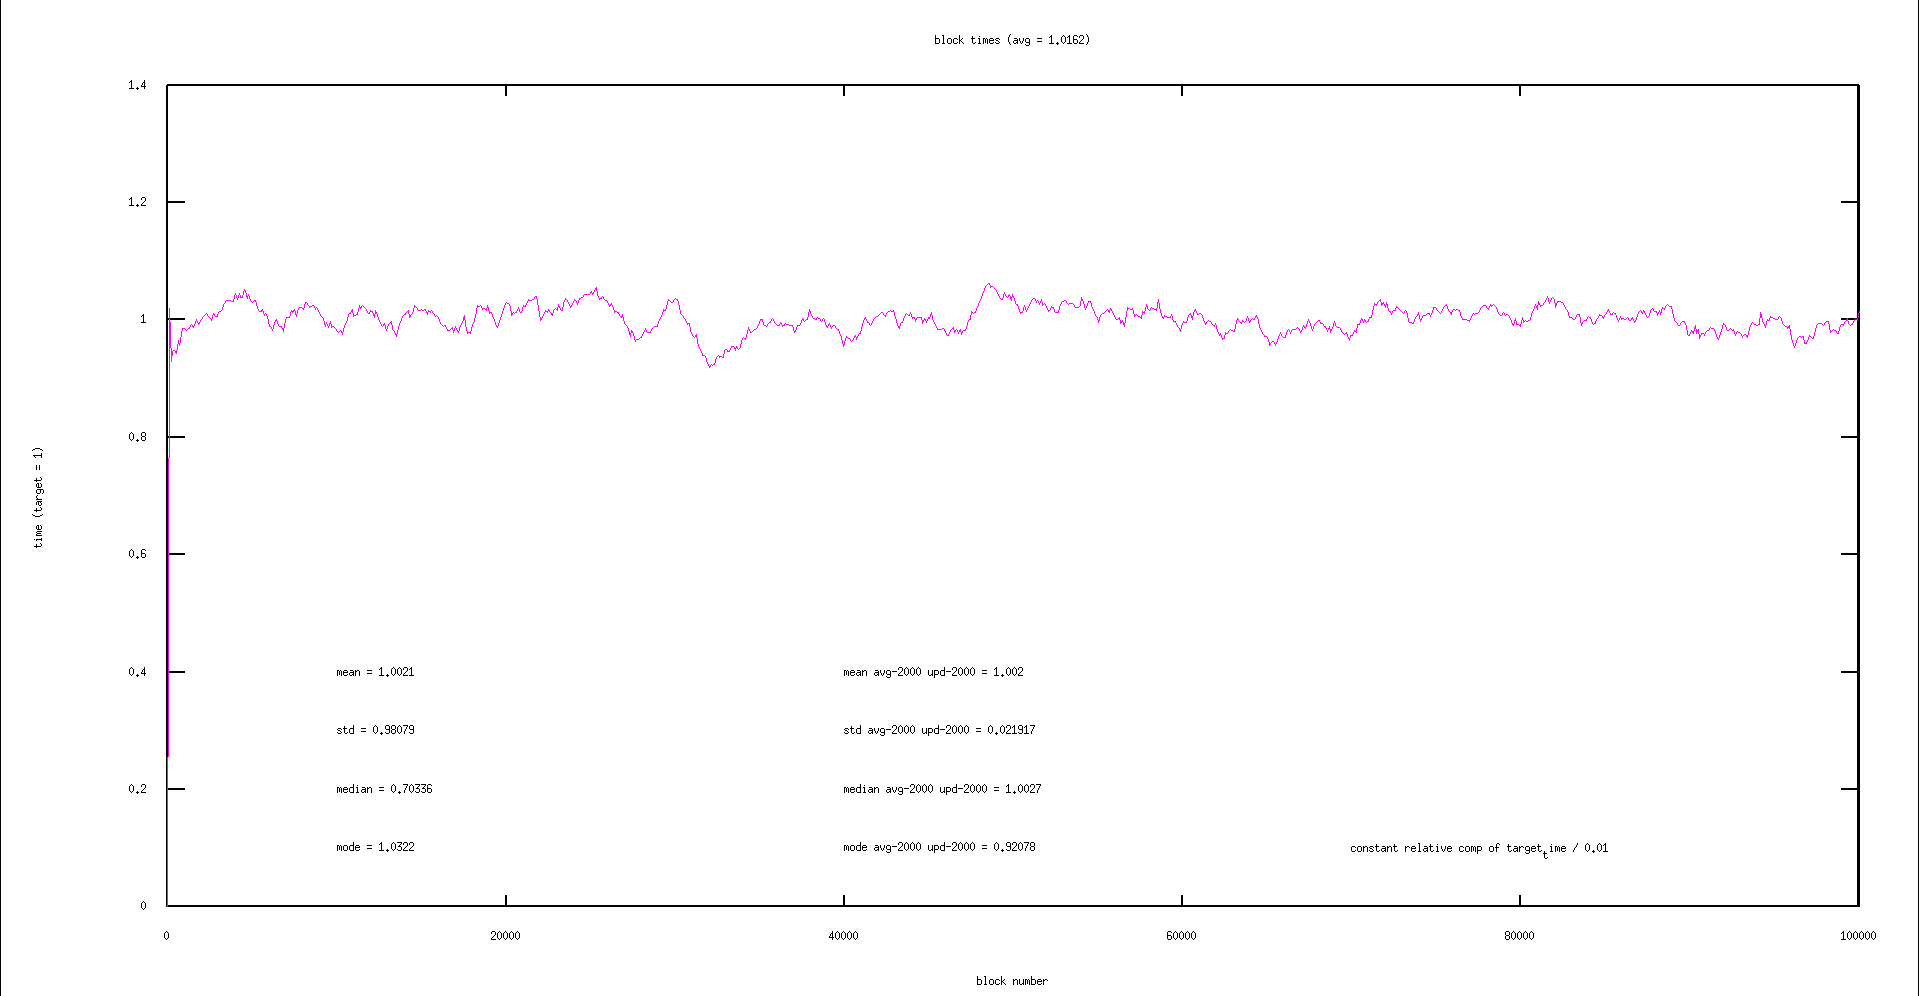 block times (avg = 1.0162)
1.4
1.2
1
0.8
0.6
0.4
0.2
0
time (target = 1)
mean = 1.0021
mean avg-2000 upd-2000 = 1.002
std = 0.98079
std avg-2000 upd-2000 = 0.021917
median = 0.70336
median avg-2000 upd-2000 = 1.0027
mode = 1.0322
mode avg-2000 upd-2000 = 0.92078
constant relative comp of target_time / 0.01
0 20000 40000 60000 80000 100000
block number